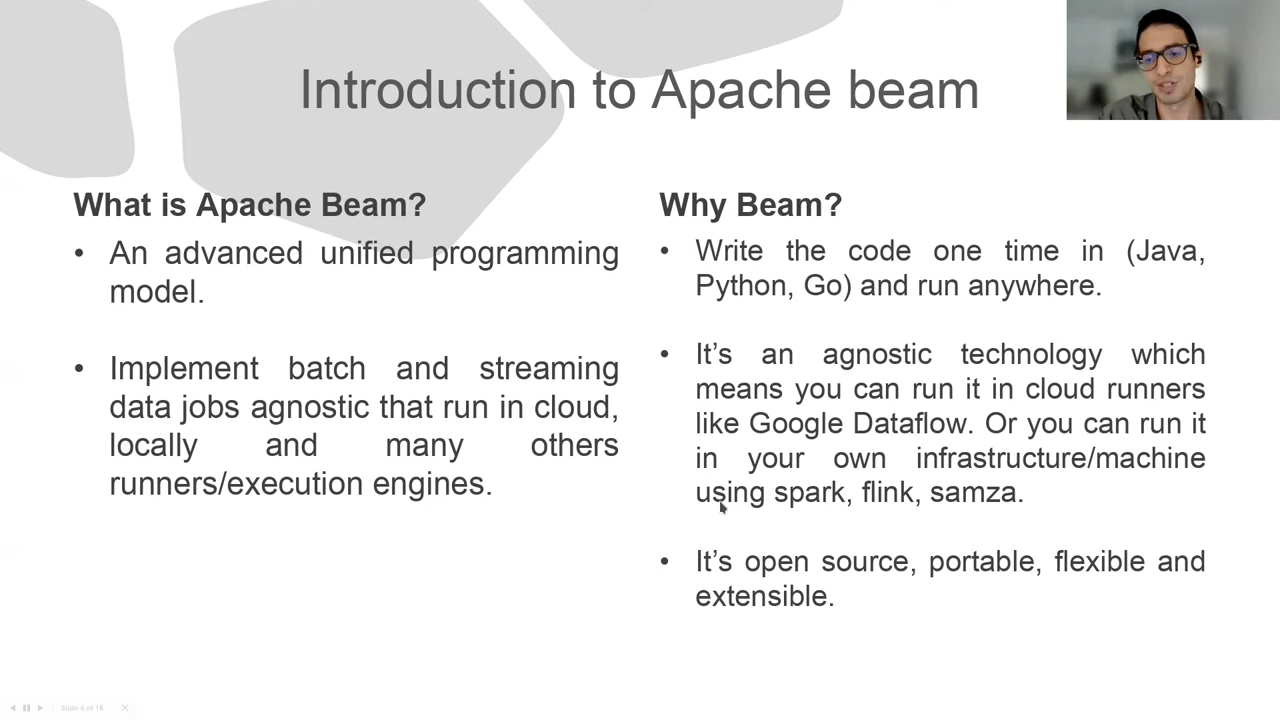 Introduction to Apache beam
What is Apache Beam?
• An advanced unified programming
model.
• Implement batch and streaming
data jobs agnostic that run in cloud,
locally and many others
runners/execution engines.
Why Beam?
• Write the code one time in (Java,
Python, Go) and run anywhere.
• It’s an agnostic technology which
means you can run it in cloud runners
like Google Dataflow. Or you can run it
in your own infrastructure/machine
using spark, flink, samza.
• It’s open source, portable, flexible and
extensible.
Slide 4 of 18